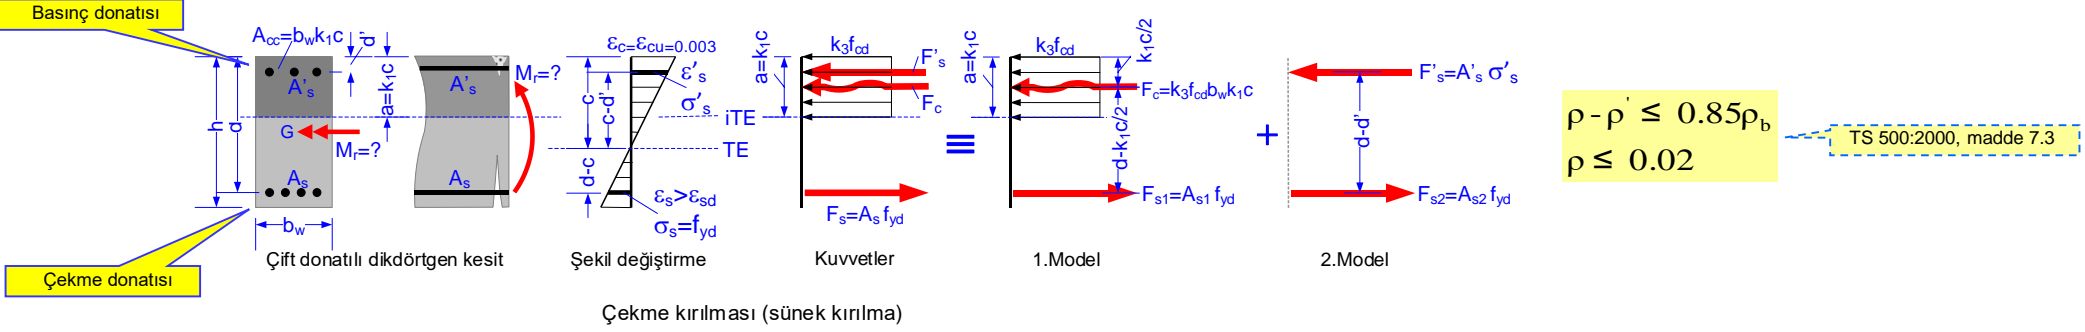 Basınç donatısı
Acc=bwk1c
d'
h
d
A's
G
Mr=?
As
bw
Çekme donatısı
Çift donatılı dikdörtgen kesit
a=k1c
A's
Mr=?
As
εc=εcu=0.003
ε's
σ's
c
c-d'
d-c
iTE
TE
εs>εsd
σs=fyd
Şekil değiştirme
k3fcd
a=k1c
F's
Fc
Fs=As fyd
Kuvvetler
≡
k3fcd
a=k1c
k1c/2
Fc=k3fcdbwk1c
d-k1c/2
Fs1=As1 fyd
1.Model
+
F's=A's σ's
d-d'
Fs2=As2 fyd
2.Model
ρ - ρ' ≤ 0.85ρb
ρ ≤ 0.02
TS 500:2000, madde 7.3
Çekme kırılması (sünek kırılma)